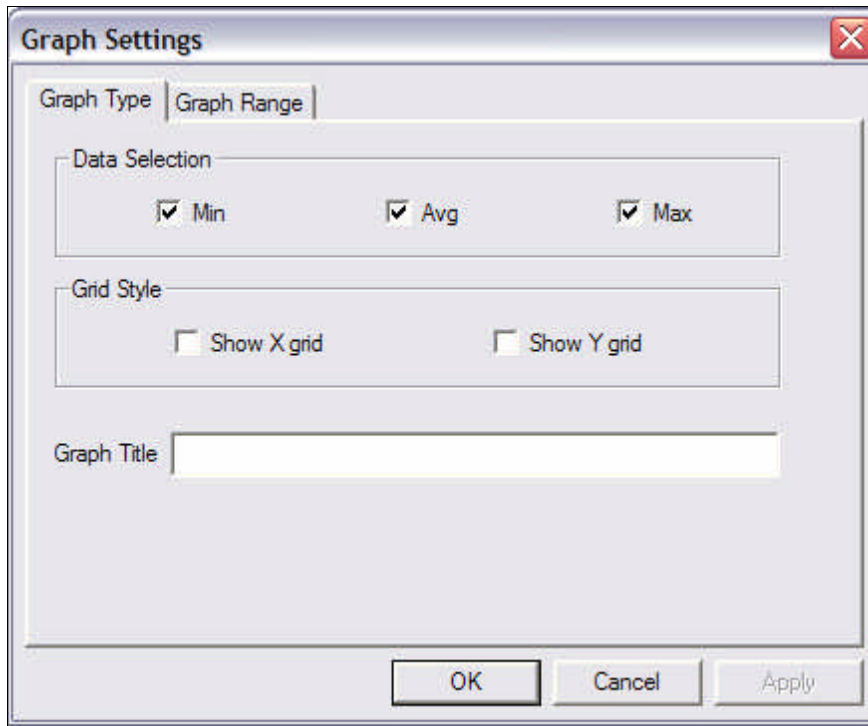 Graph Settings
Graph Type Graph Range
Data Selection
Min Avg Max
Grid Style
Show X grid Show Y grid
Graph Title
OK Cancel Apply